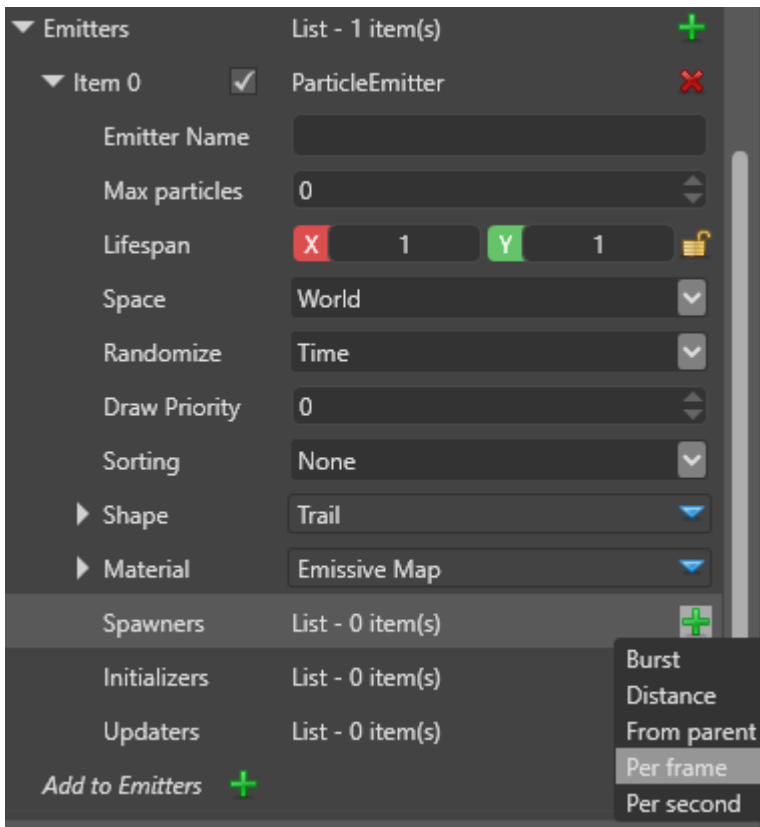 Emitters List - 1 item(s)
Item 0 ParticleEmitter
Emitter Name
Max particles 0
Lifespan X 1 Y 1
Space World
Randomize Time
Draw Priority 0
Sorting None
Shape Trail
Material Emissive Map
Spawners List - 0 item(s)
Initializers List - 0 item(s)
Updaters List - 0 item(s)
Add to Emitters
Burst
Distance
From parent
Per frame
Per second